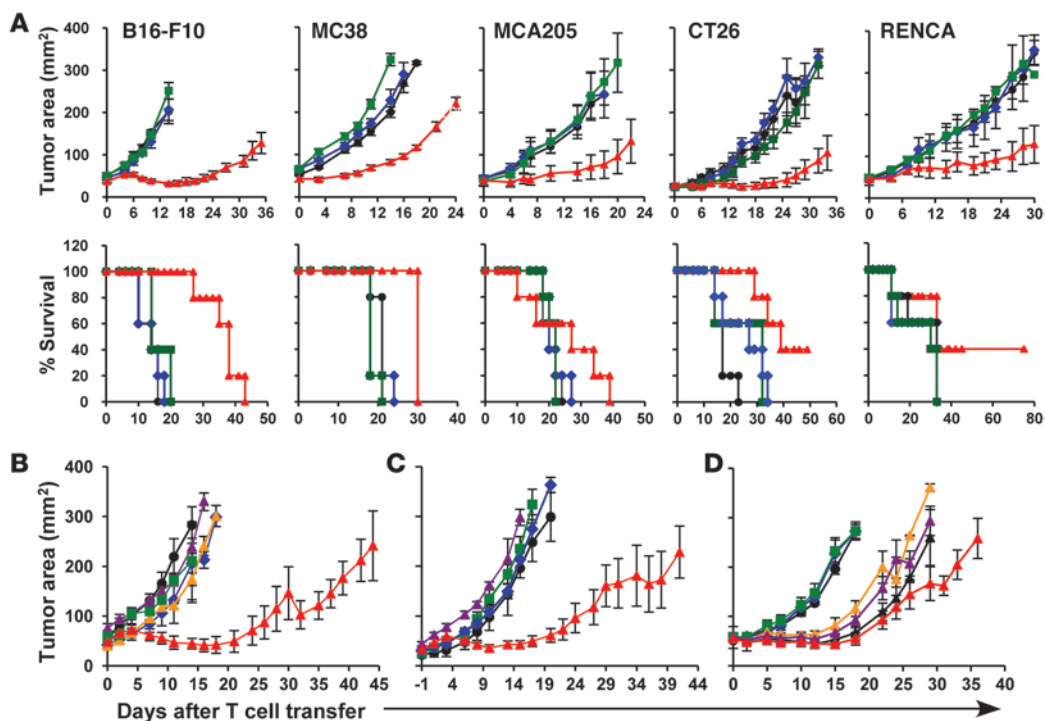 A
B16-F10 MC38 MCA205 CT26 RENCA
Tumor area (mm²)
400
300
200
100
0
0 6 12 18 24 30 36
0 4 8 12 16 20 24
0 4 8 12 16 20 24
0 6 12 18 24 30 36
0 6 12 18 24 30
% Survival
120
100
80
60
40
20
0
0 10 20 30 40 50
0 10 20 30 40
0 10 20 30 40 50
0 10 20 30 40 50 60
0 20 40 60 80
B C D
Tumor area (mm²)
400
300
200
100
0
0 5 10 15 20 25 30 35 40 45
-1 4 9 14 19 24 29 34 39 44
0 5 10 15 20 25 30 35 40
Days after T cell transfer